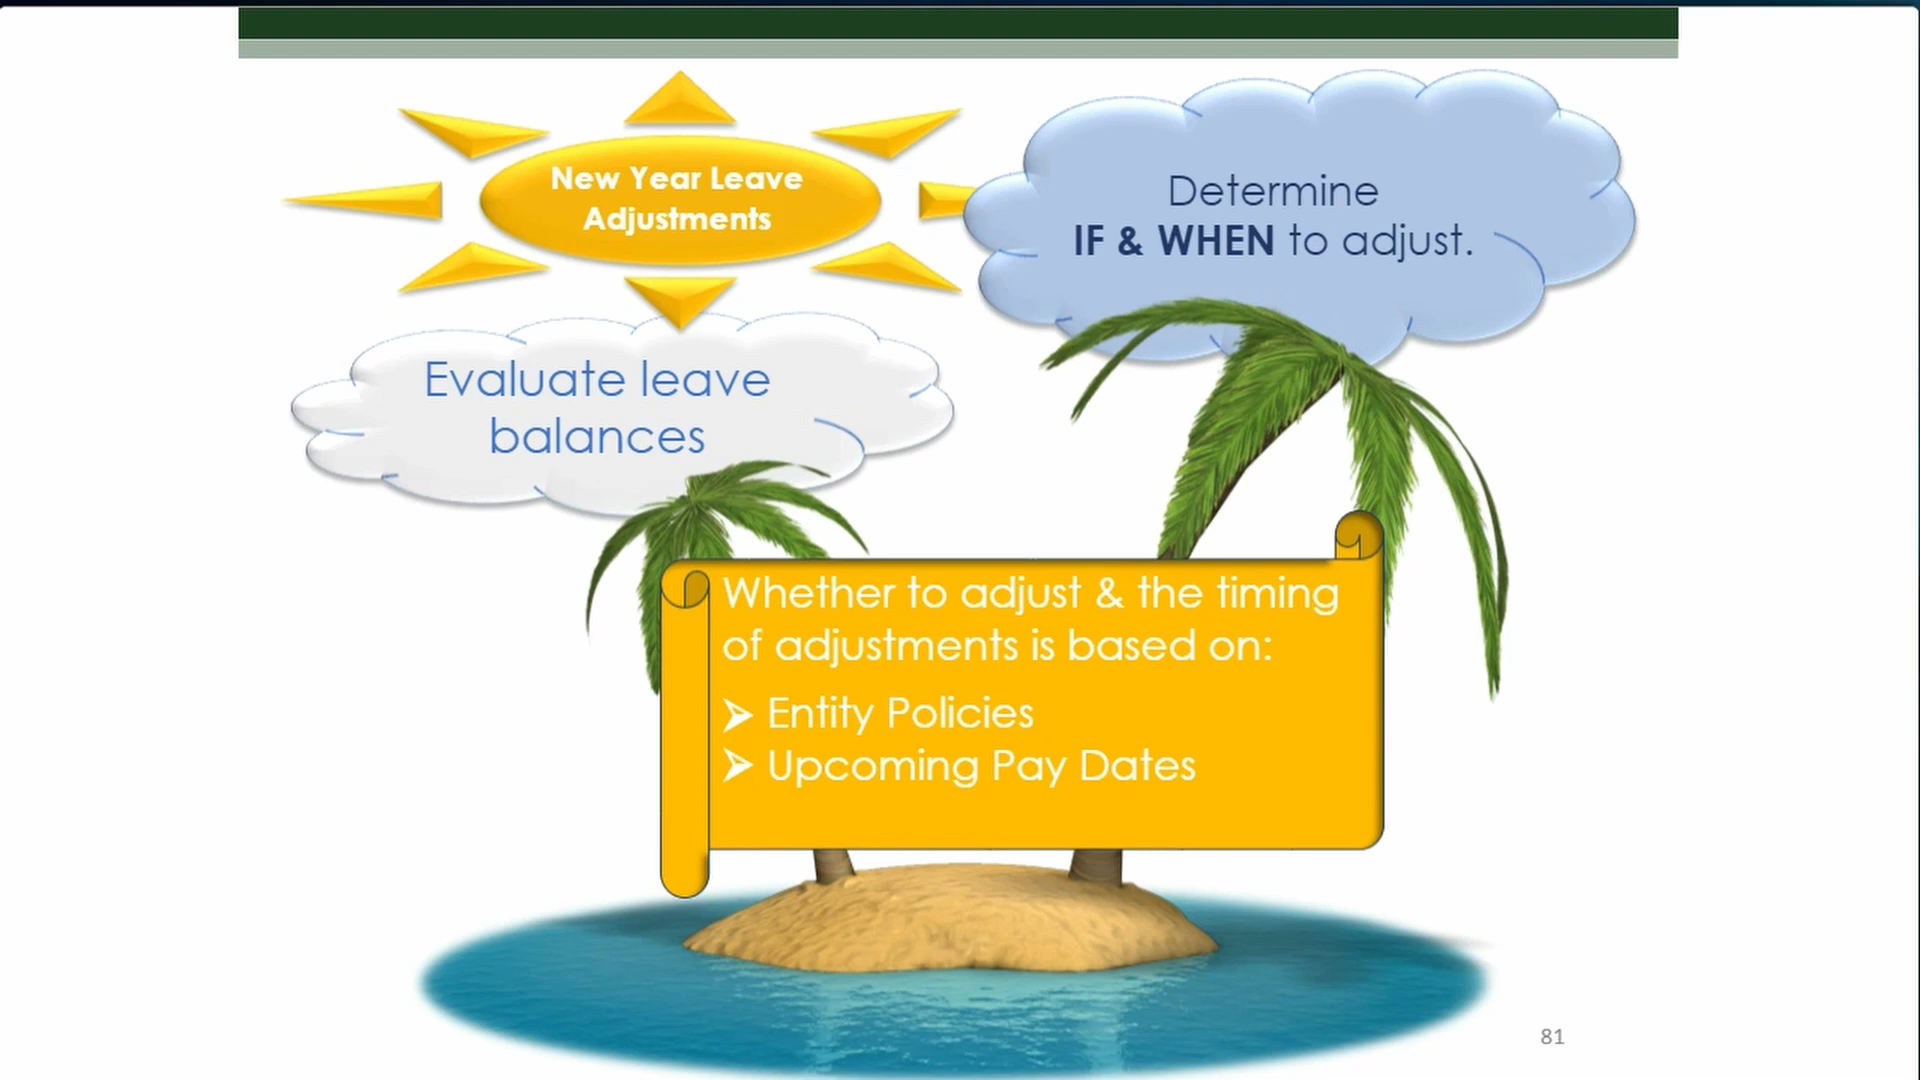 New Year Leave
Adjustments
Determine
IF & WHEN to adjust.
Evaluate leave
balances
Whether to adjust & the timing
of adjustments is based on:
➢ Entity Policies
➢ Upcoming Pay Dates
81